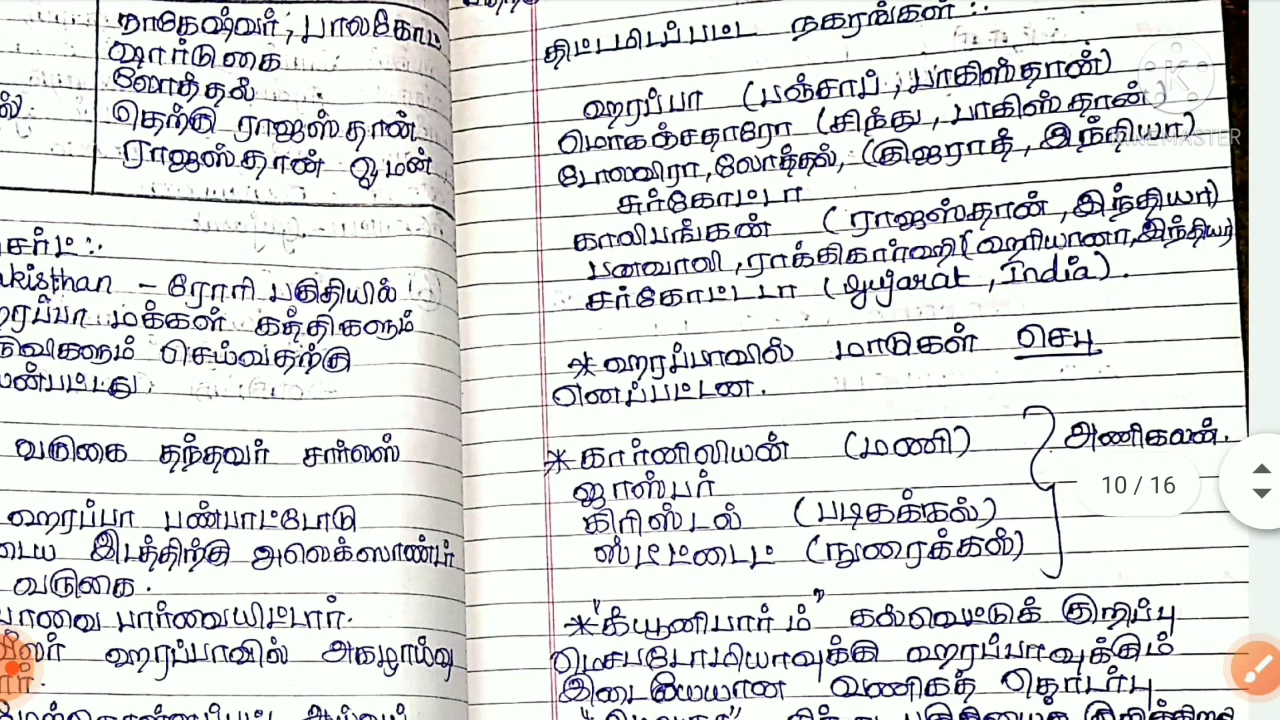 நாகேஷ்வர், பாலகோட்
ஷார்டுகை
லோத்தல்
தெற்கு ராஜஸ்தான்
ராஜஸ்தான் ஓமன்
சர்ட் :.
kisthan – ரோரி பகுதியில்
ரப்பா மக்கள் கத்திகளும்
செய்வதற்கு
வருகை தந்தவர் சார்லஸ்
ஹரப்பா பண்பாட்டோடு
டைய இடத்திற்கு அலெக்ஸாண்டர்
வருகை.
பாவை பார்வையிட்டார்.
ஹரப்பாவில் அகழாய்வு
திட்டமிடப்பட்ட நகரங்கள் :.
ஹரப்பா (பஞ்சாப், பாகிஸ்தான்)
மொகஞ்சதாரோ (சிந்து, பாகிஸ்தான்)
போலவிரா, லோத்தல், (குஜராத், இந்தியா)
சுர்கோட்டா
காலிபங்கன் (ராஜஸ்தான், இந்தியா)
பனவாலி, ராக்கிகார்ஹி (ஹரியானா, இந்தியா)
சர்கோட்டடா (Gujarat, India).
* ஹரப்பாவில் மாடுகள் செபு
எனப்பட்டன.
* கார்னிலியன் (மணி)
ஜாஸ்பர்
கிரிஸ்டல் (படிகக்கல்)
ஸ்டீட்டைட் (நுரைக்கல்)
அணிகலன்.
10 / 16
* "க்யூனிபார்ம்" கல்வெட்டுக் குறிப்பு
மெசபடோமியாவுக்கு ஹரப்பாவுக்கும்
இடையேயான வணிகத் தொடர்பு